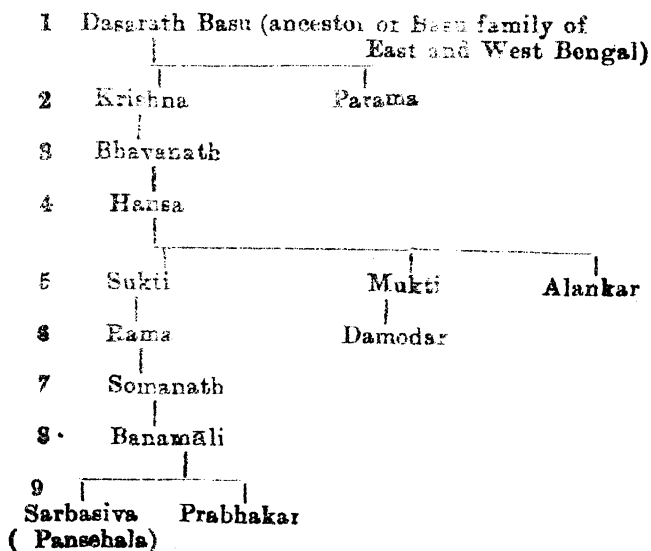 1 Dasarath Basu (ancestor or Basu family of
East and West Bengal)
2 Krishna Parama
3 Bhavanath
4 Hansa
5 Sukti Mukti Alankar
6 Rama Damodar
7 Somanath
8 Banamāli
9
Sarbasiva Prabhakar
( Pansehala)